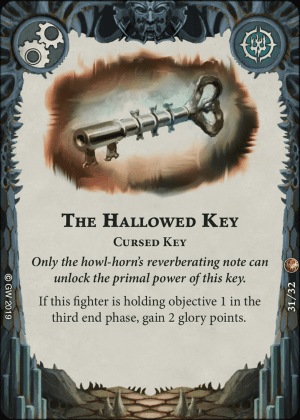 The Hallowed Key
Cursed Key
Only the howl-horn's reverberating note can
unlock the primal power of this key.
If this fighter is holding objective 1 in the
third end phase, gain 2 glory points.
© GW 2019
31/32